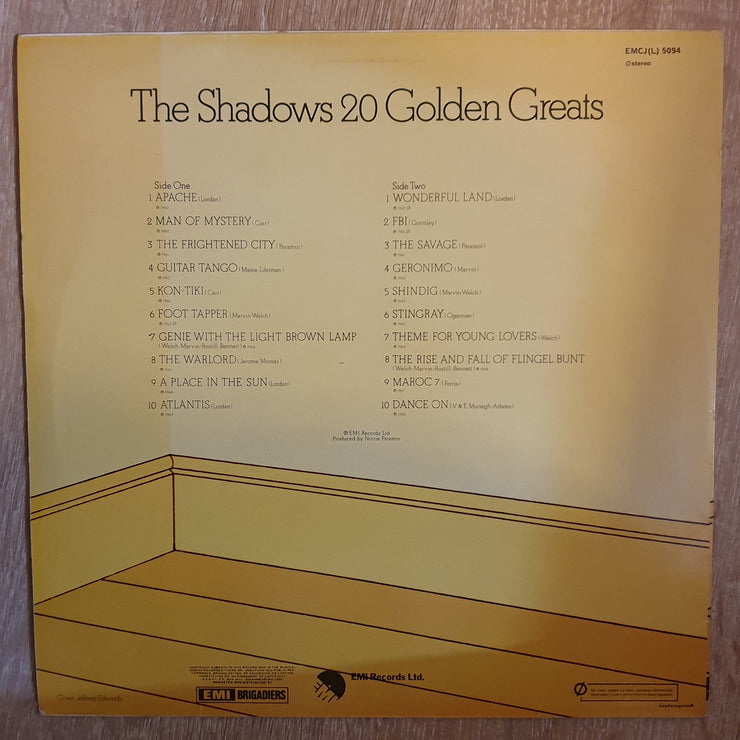 EMCJ(L) 5094
Ø stereo
The Shadows 20 Golden Greats
Side One
1 APACHE (Lordan)
2 MAN OF MYSTERY (Carr)
3 THE FRIGHTENED CITY (Paramor)
4 GUITAR TANGO (Maine-Liferman)
5 KON-TIKI (Carr)
6 FOOT TAPPER (Marvin Welch)
7 GENIE WITH THE LIGHT BROWN LAMP
(Welch-Marvin-Rostill-Bennett)
8 THE WARLORD (Jerome Moross)
9 A PLACE IN THE SUN (Lordan)
10 ATLANTIS (Lordan)
Side Two
1 WONDERFUL LAND (Lordan)
2 FBI (Gormley)
3 THE SAVAGE (Paramor)
4 GERONIMO (Marvin)
5 SHINDIG (Marvin-Welch)
6 STINGRAY (Ogerman)
7 THEME FOR YOUNG LOVERS (Welch)
8 THE RISE AND FALL OF FLINGEL BUNT
(Welch-Marvin-Rostill-Bennett)
9 MAROC 7 (Ferris)
10 DANCE ON (V & E Murtagh-Adams)
℗ EMI Records Ltd
Produced by Norrie Paramor
EMI BRIGADIERS
EMI Records Ltd.
Cover Jefferey Edwards